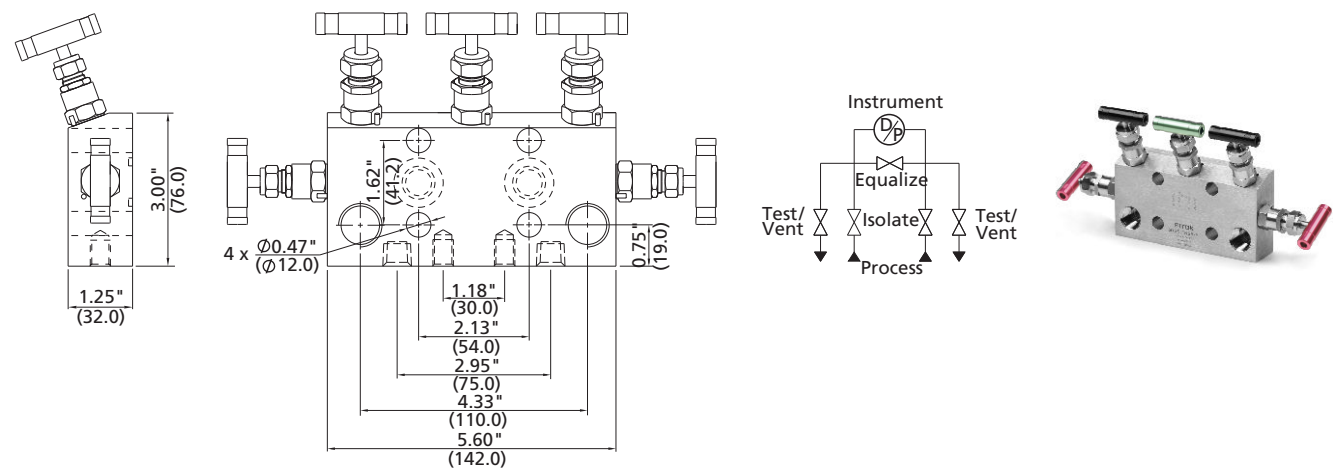 3.00"
(76.0)
1.25"
(32.0)
1.62"
(41.2)
4 x Ø0.47"
(Ø12.0)
0.75"
(19.0)
1.18"
(30.0)
2.13"
(54.0)
2.95"
(75.0)
4.33"
(110.0)
5.60"
(142.0)
Instrument
D/P
Equalize
Test/
Vent
Isolate
Test/
Vent
Process